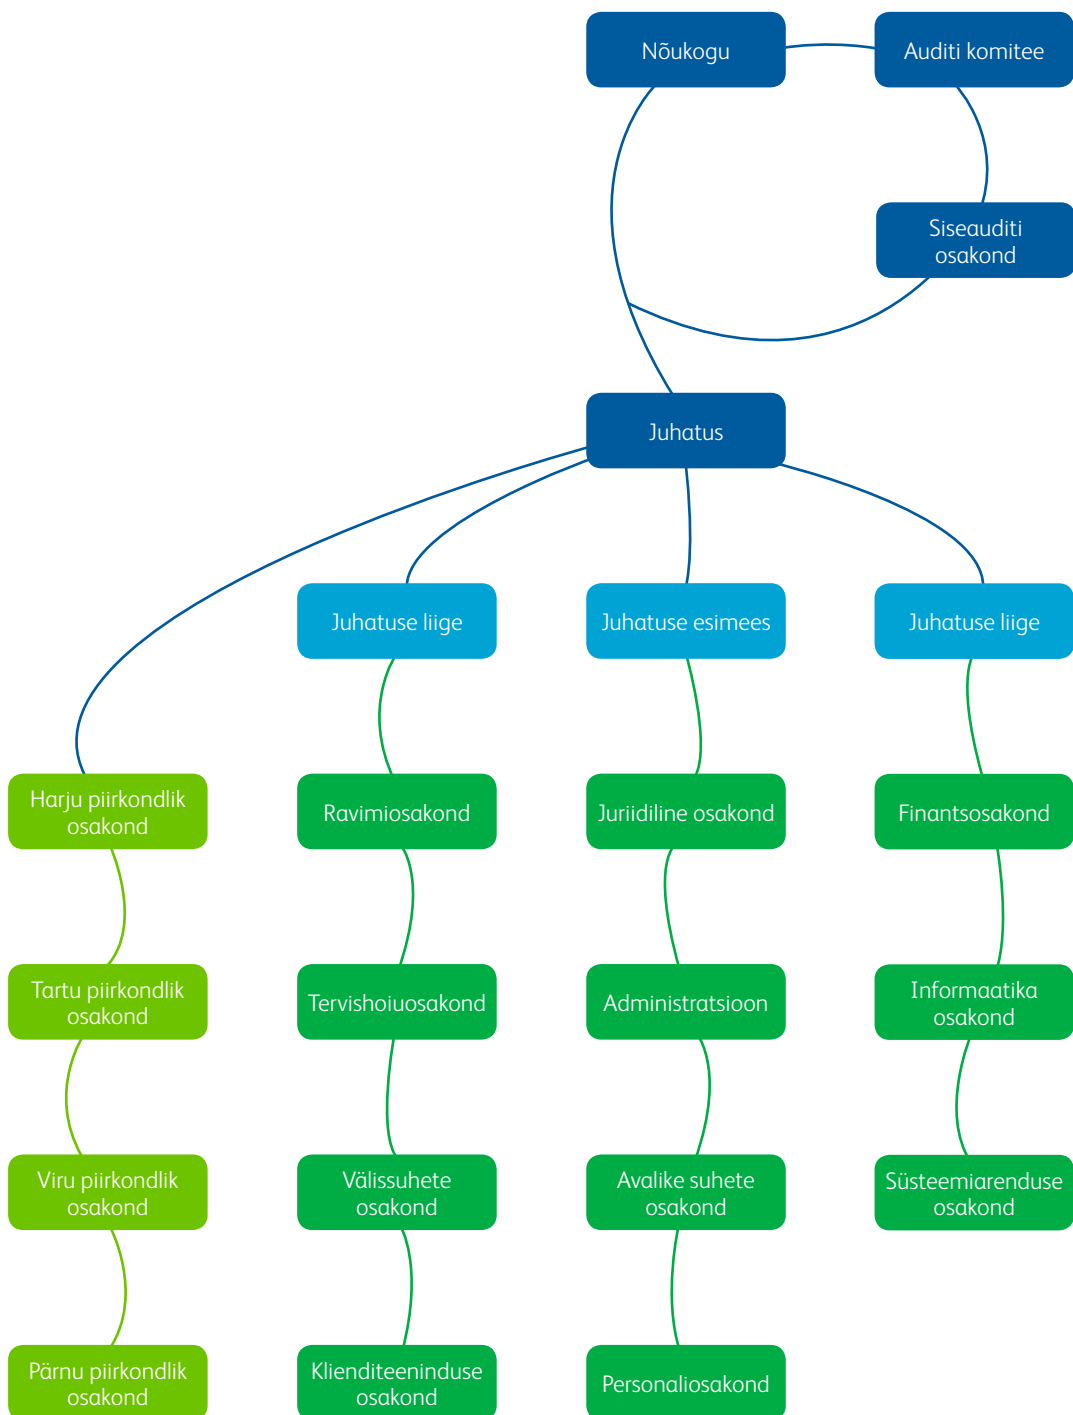 Nõukogu
Auditi komitee
Siseauditi
osakond
Juhatus
Juhatuse liige
Juhatuse esimees
Juhatuse liige
Harju piirkondlik
osakond
Ravimiosakond
Juriidiline osakond
Finantsosakond
Tartu piirkondlik
osakond
Tervishoiuosakond
Administratsioon
Informaatika
osakond
Viru piirkondlik
osakond
Välissuhete
osakond
Avalike suhete
osakond
Süsteemiarenduse
osakond
Pärnu piirkondlik
osakond
Klienditeeninduse
osakond
Personaliosakond